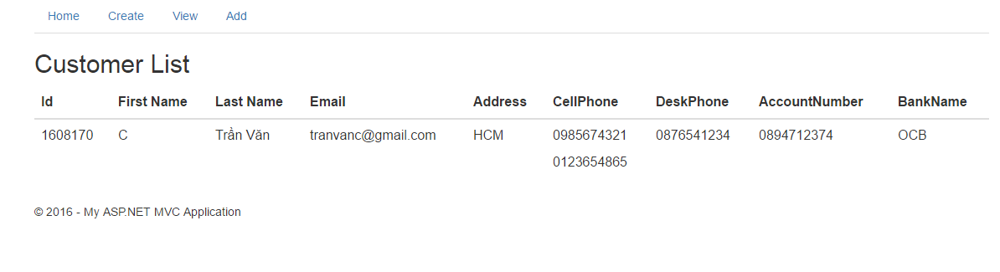 Home Create View Add
Customer List
Id First Name Last Name Email Address CellPhone DeskPhone AccountNumber BankName
1608170 C Trần Văn tranvanc@gmail.com HCM 0985674321 0876541234 0894712374 OCB
0123654865
© 2016 - My ASP.NET MVC Application